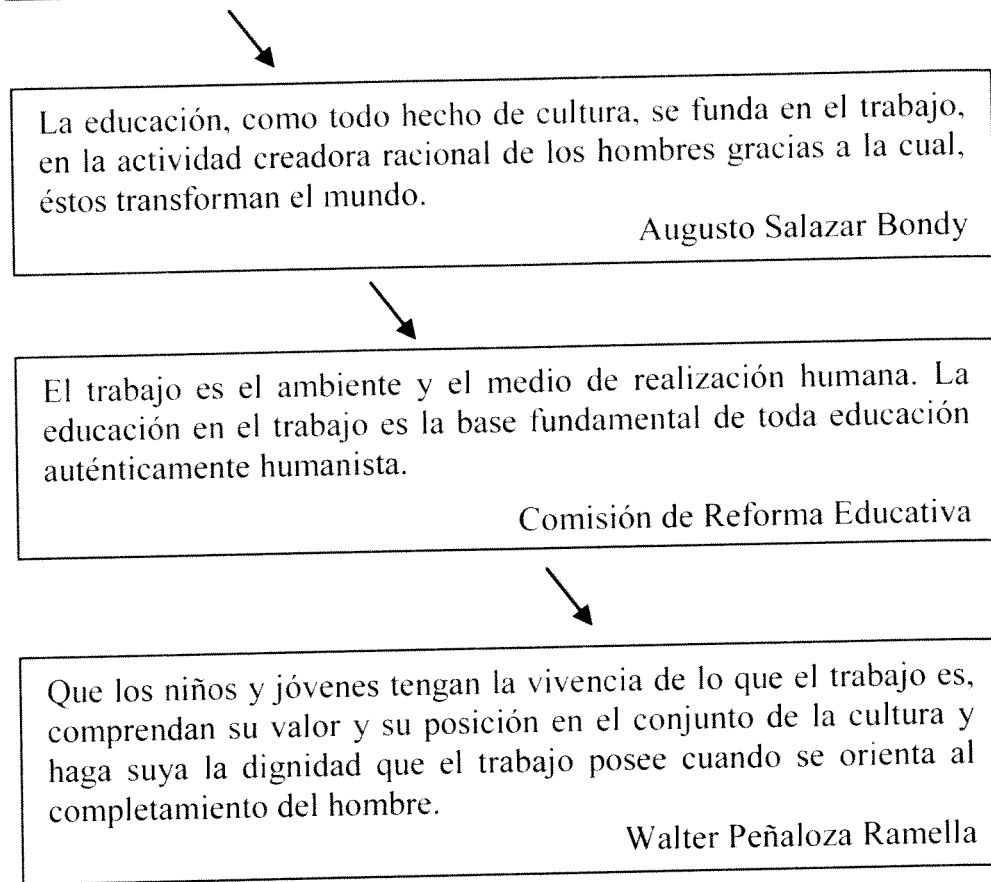 La educación, como todo hecho de cultura, se funda en el trabajo,
en la actividad creadora racional de los hombres gracias a la cual,
éstos transforman el mundo.
Augusto Salazar Bondy
El trabajo es el ambiente y el medio de realización humana. La
educación en el trabajo es la base fundamental de toda educación
auténticamente humanista.
Comisión de Reforma Educativa
Que los niños y jóvenes tengan la vivencia de lo que el trabajo es,
comprendan su valor y su posición en el conjunto de la cultura y
haga suya la dignidad que el trabajo posee cuando se orienta al
completamiento del hombre.
Walter Peñaloza Ramella